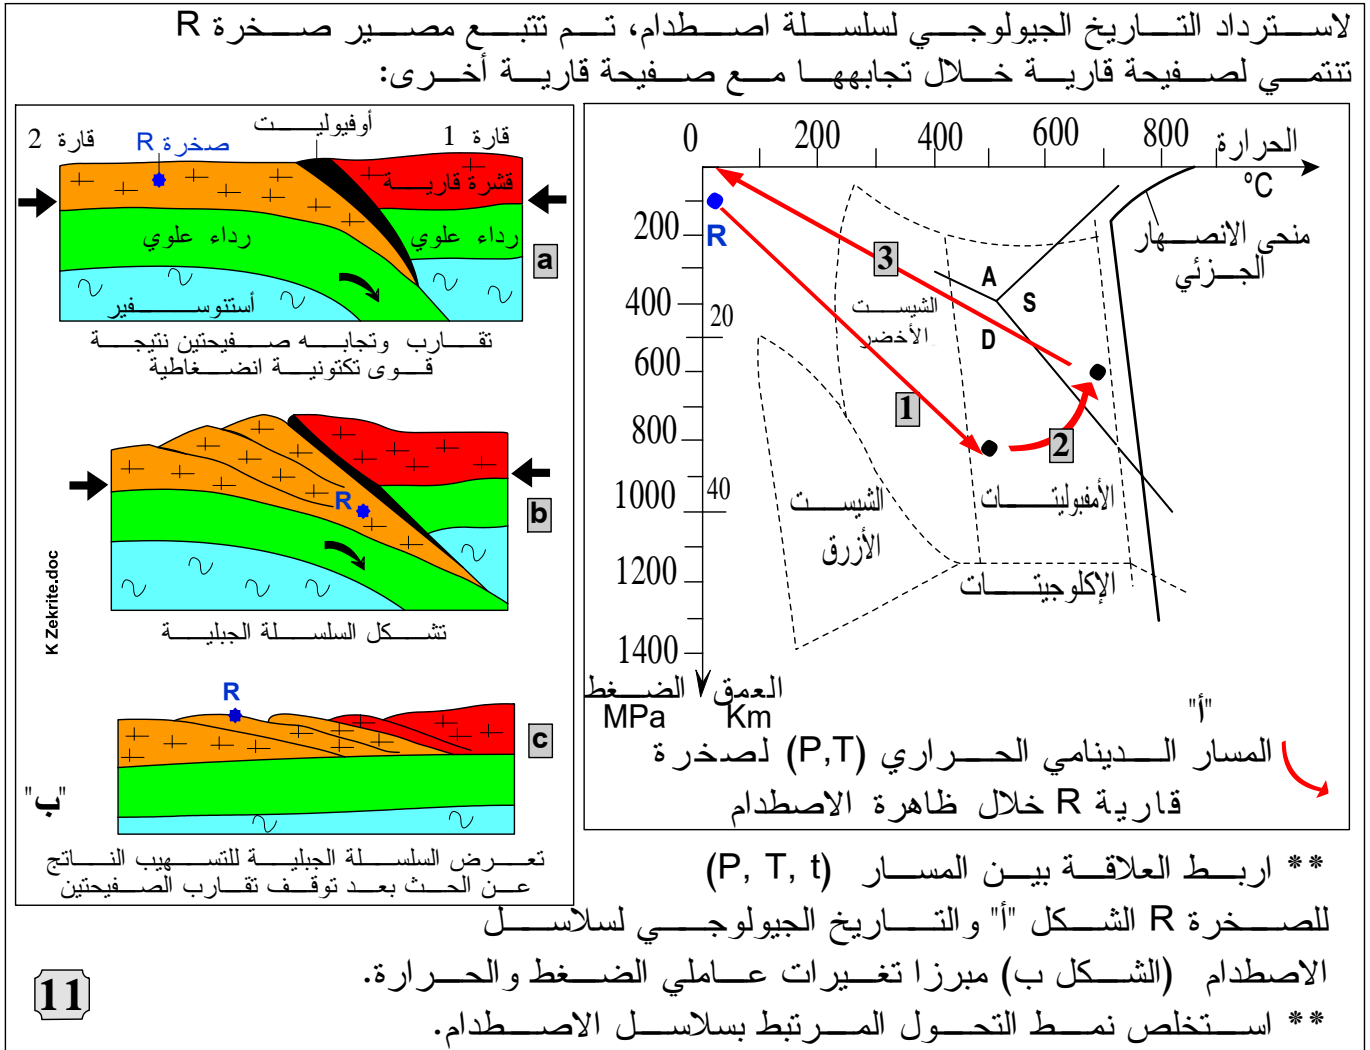 لاسترداد التاريخ الجيولوجي لسلسلة اصطدام، تم تتبع مصير صخرة R
تنتمي لصفيحة قارية خلال تجابهها مع صفيحة قارية أخرى:
قارة 2
صخرة R
أوفيوليت
قارة 1
قشرة قارية
رداء علوي
رداء علوي
أستنوسفير
a
تقارب وتجابه صفيحتين نتيجة
قوى تكتونية انضغاطية
R
b
تشكل السلسلة الجبلية
K Zekrite.doc
R
c
"ب"
تعرض السلسلة الجبلية للتسهيب الناتج
عن الحث بعد توقف تقارب الصفيحتين
0 200 400 600 800 الحرارة
°C
200
400
600
800
1000
1200
1400
20
40
R
1
2
3
A
S
D
منحى الانصهار
الجزئي
الشيست
الأخضر
الشيست
الأزرق
الأمفبوليتات
الإكلوجيتات
الضغط
MPa
العمق
Km
"أ"
المسار الدينامي الحراري (P,T) لصخرة
قارية R خلال ظاهرة الاصطدام
** اربط العلاقة بين المسار (P, T, t)
للصخرة R الشكل "أ" والتاريخ الجيولوجي لسلاسل
الاصطدام (الشكل ب) مبرزا تغيرات عاملي الضغط والحرارة.
** استخلص نمط التحول المرتبط بسلاسل الاصطدام.
11